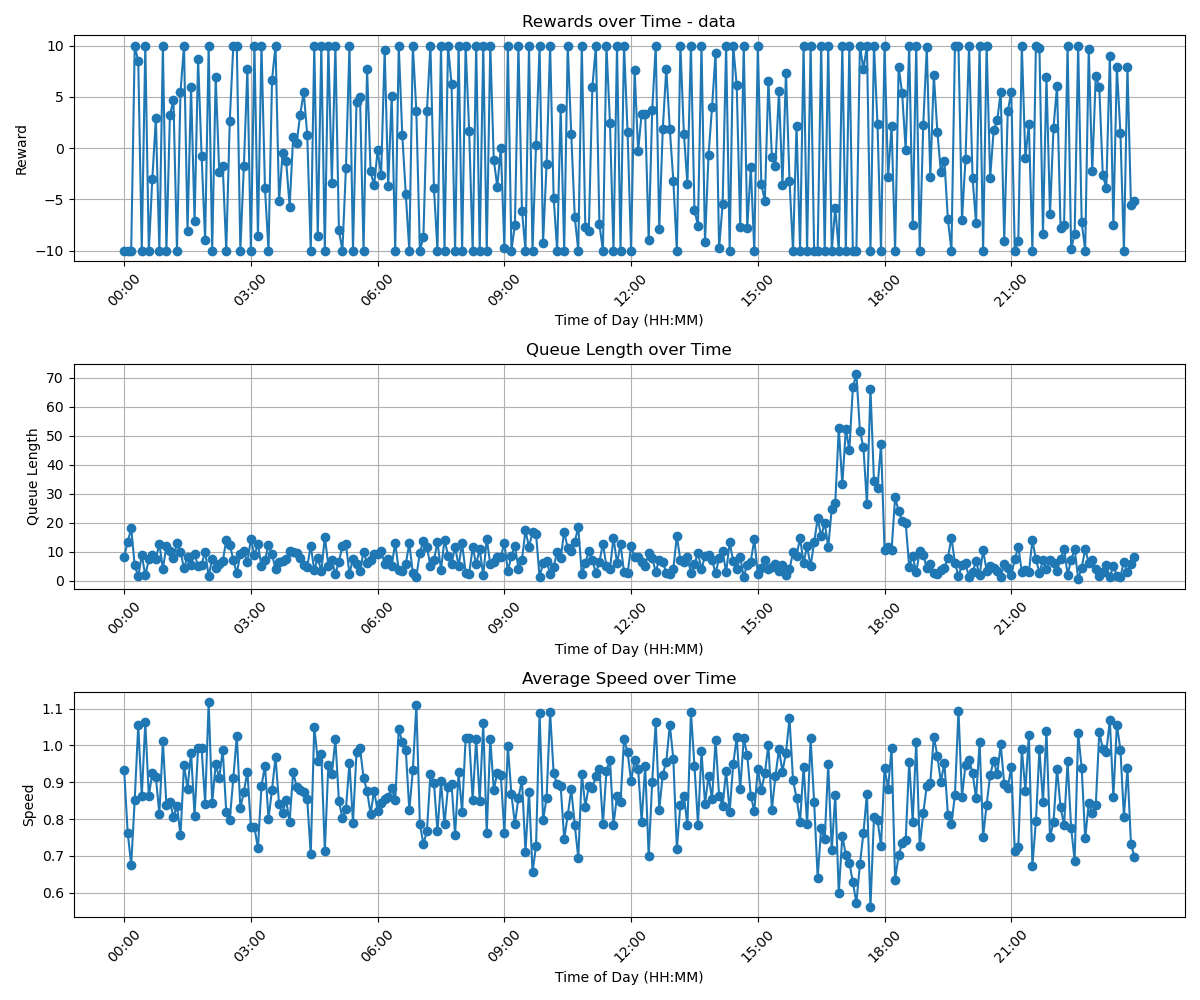 Rewards over Time - data
10
5
0
−5
−10
Reward
00:00 03:00 06:00 09:00 12:00 15:00 18:00 21:00
Time of Day (HH:MM)
Queue Length over Time
70
60
50
40
30
20
10
0
Queue Length
00:00 03:00 06:00 09:00 12:00 15:00 18:00 21:00
Time of Day (HH:MM)
Average Speed over Time
1.1
1.0
0.9
0.8
0.7
0.6
Speed
00:00 03:00 06:00 09:00 12:00 15:00 18:00 21:00
Time of Day (HH:MM)